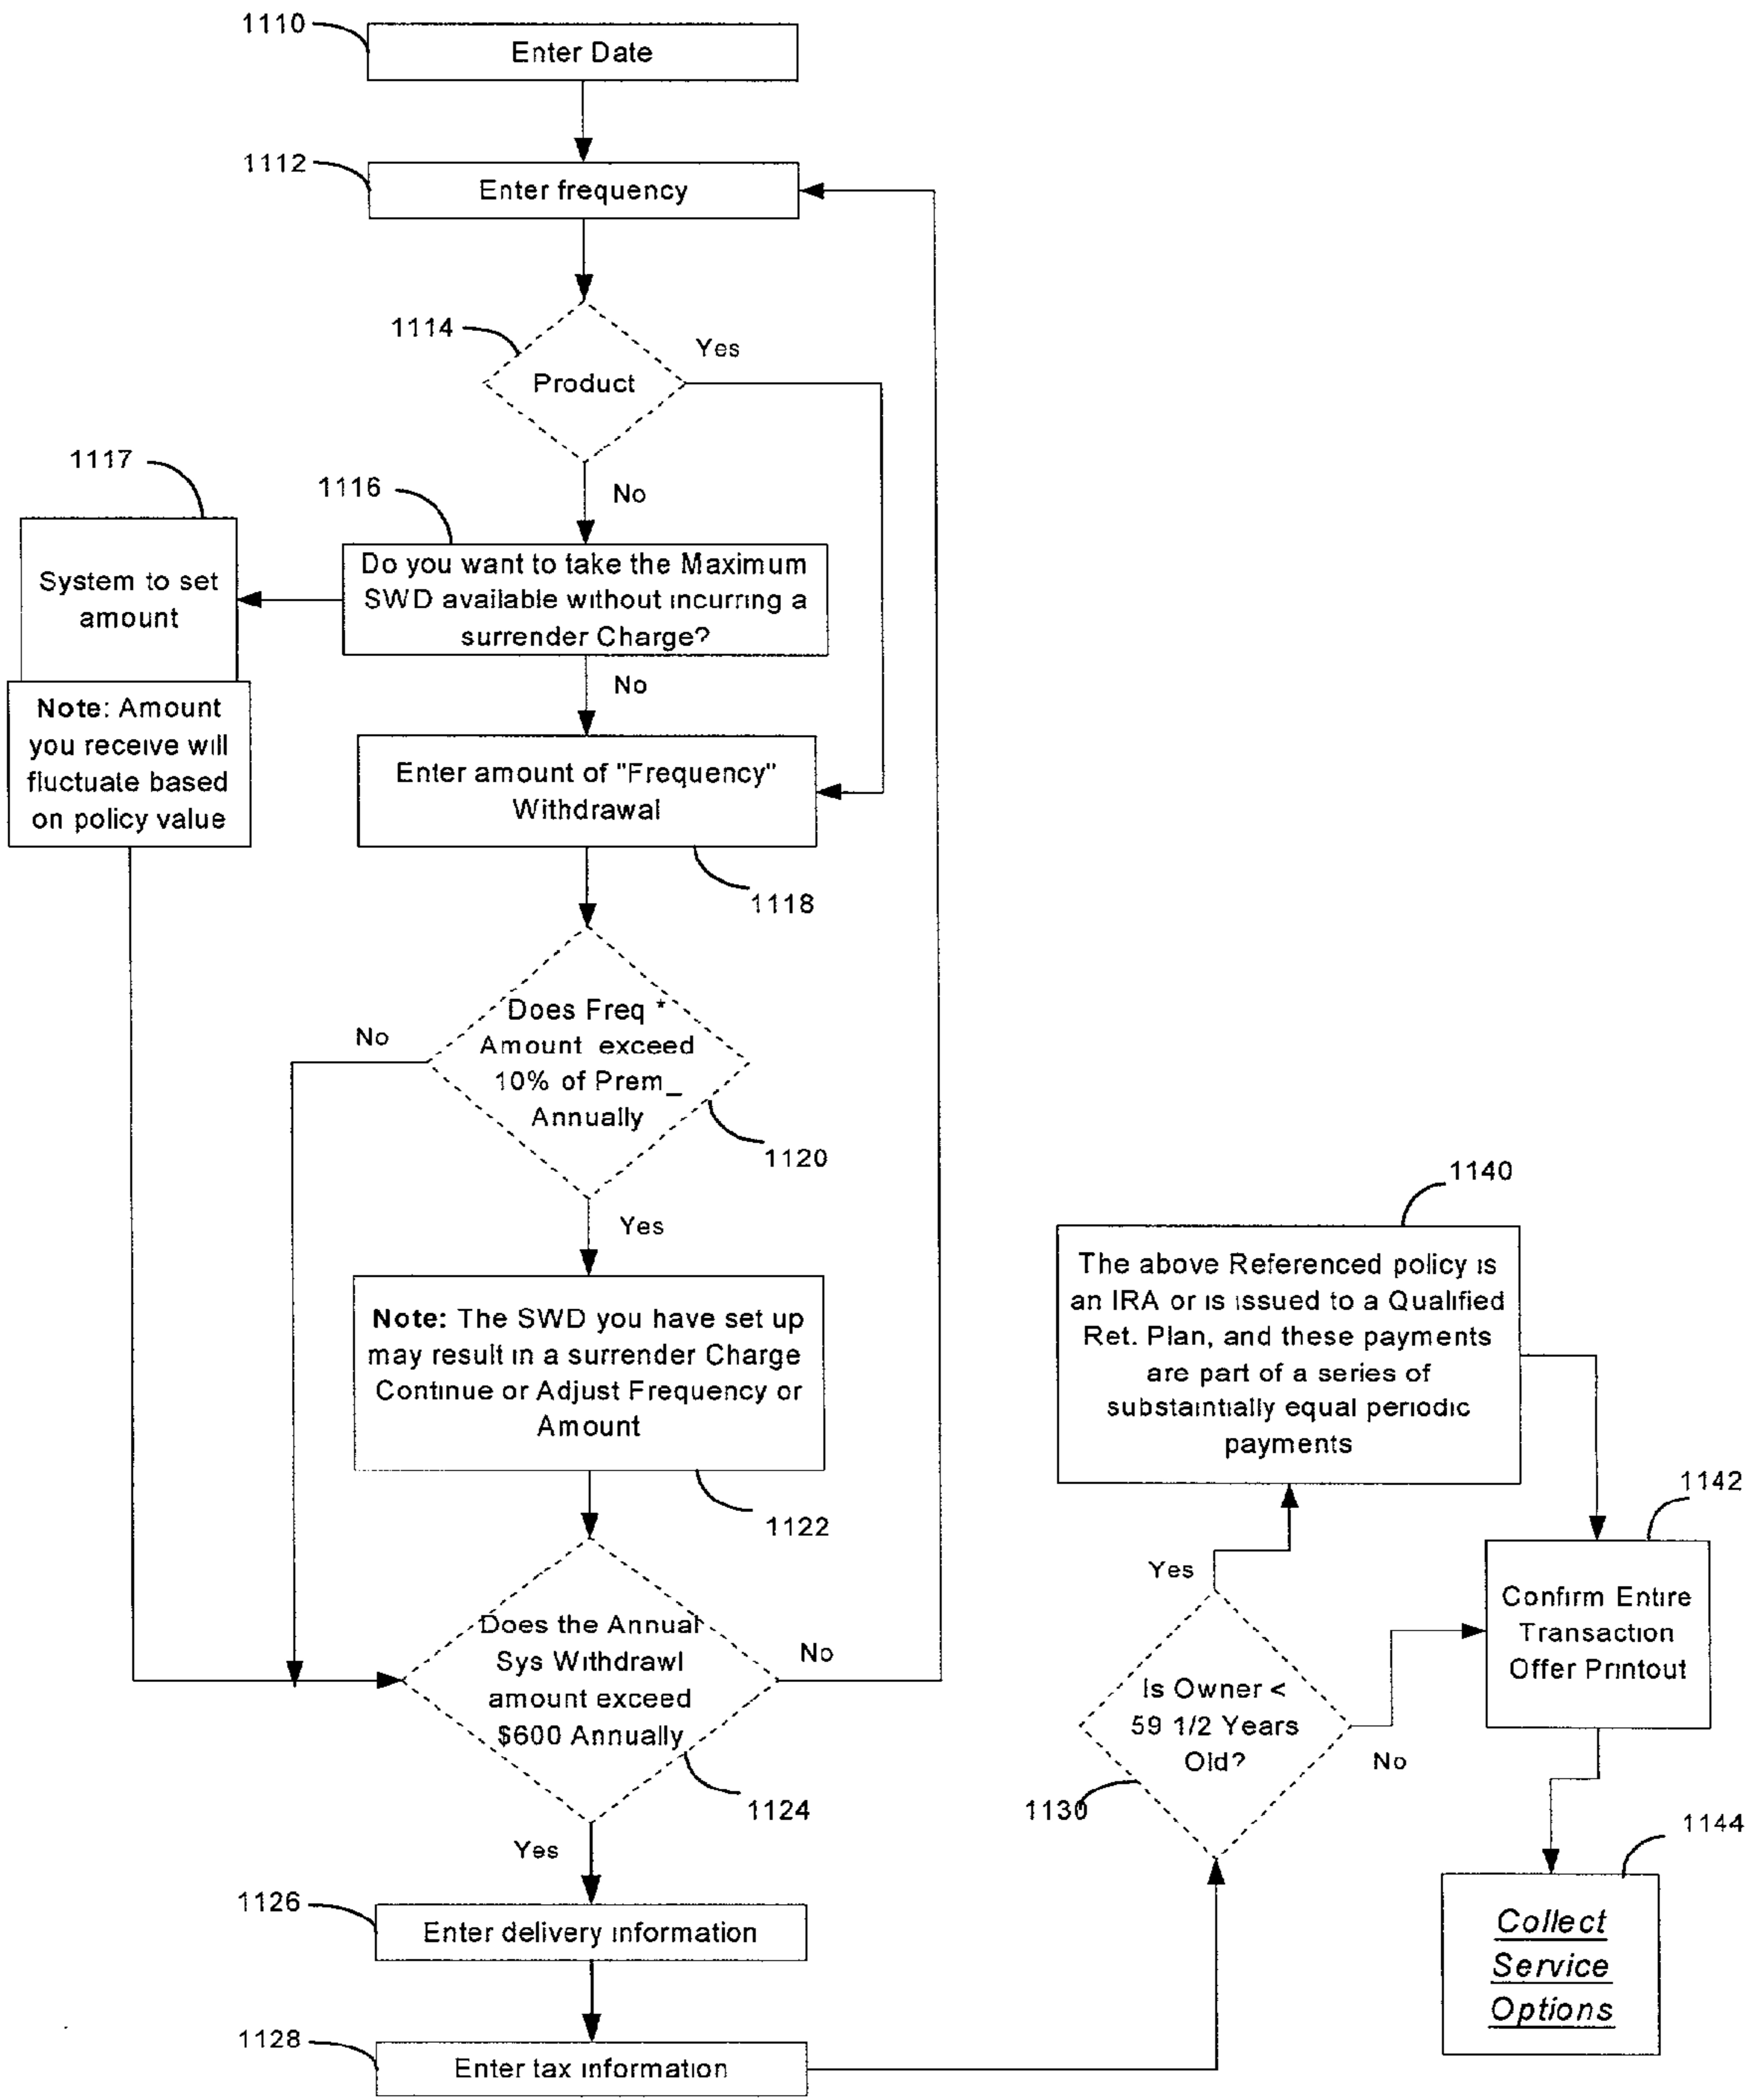 1110
Enter Date
1112
Enter frequency
1114
Yes
Product
1117
1116
No
System to set
amount
Do you want to take the Maximum
SWD available without incurring a
surrender Charge?
No
Note: Amount
you receive will
fluctuate based
on policy value
Enter amount of "Frequency"
Withdrawal
1118
No
Does Freq *
Amount exceed
10% of Prem_
Annually
1120
Yes
Note: The SWD you have set up
may result in a surrender Charge
Continue or Adjust Frequency or
Amount
1122
Does the Annual
Sys Withdrawl
amount exceed
$600 Annually
No
1124
Yes
1126
Enter delivery information
1128
Enter tax information
1140
The above Referenced policy is
an IRA or is issued to a Qualified
Ret. Plan, and these payments
are part of a series of
substaintially equal periodic
payments
1142
Yes
Confirm Entire
Transaction
Offer Printout
Is Owner <
59 1/2 Years
Old?
No
1130
1144
Collect
Service
Options